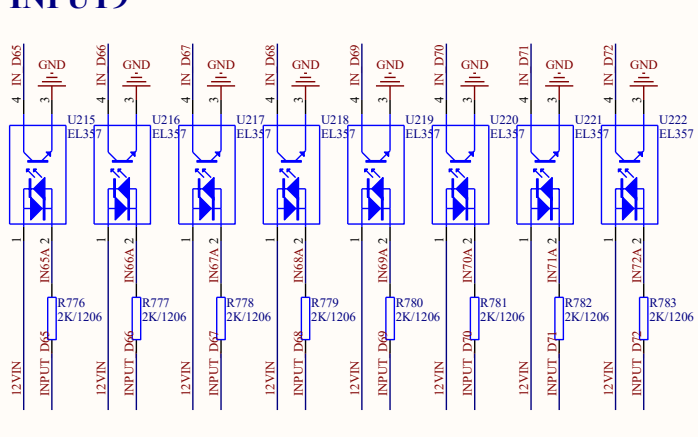 IN D65
IN D66
IN D67
IN D68
IN D69
IN D70
IN D71
IN D72
GND
GND
GND
GND
GND
GND
GND
GND
4 3
4 3
4 3
4 3
4 3
4 3
4 3
4 3
U215
EL357
U216
EL357
U217
EL357
U218
EL357
U219
EL357
U220
EL357
U221
EL357
U222
EL357
1 2
1 2
1 2
1 2
1 2
1 2
1 2
1 2
IN65A
IN66A
IN67A
IN68A
IN69A
IN70A
IN71A
IN72A
R776
2K/1206
R777
2K/1206
R778
2K/1206
R779
2K/1206
R780
2K/1206
R781
2K/1206
R782
2K/1206
R783
2K/1206
12VIN
INPUT D65
12VIN
INPUT D66
12VIN
INPUT D67
12VIN
INPUT D68
12VIN
INPUT D69
12VIN
INPUT D70
12VIN
INPUT D71
12VIN
INPUT D72